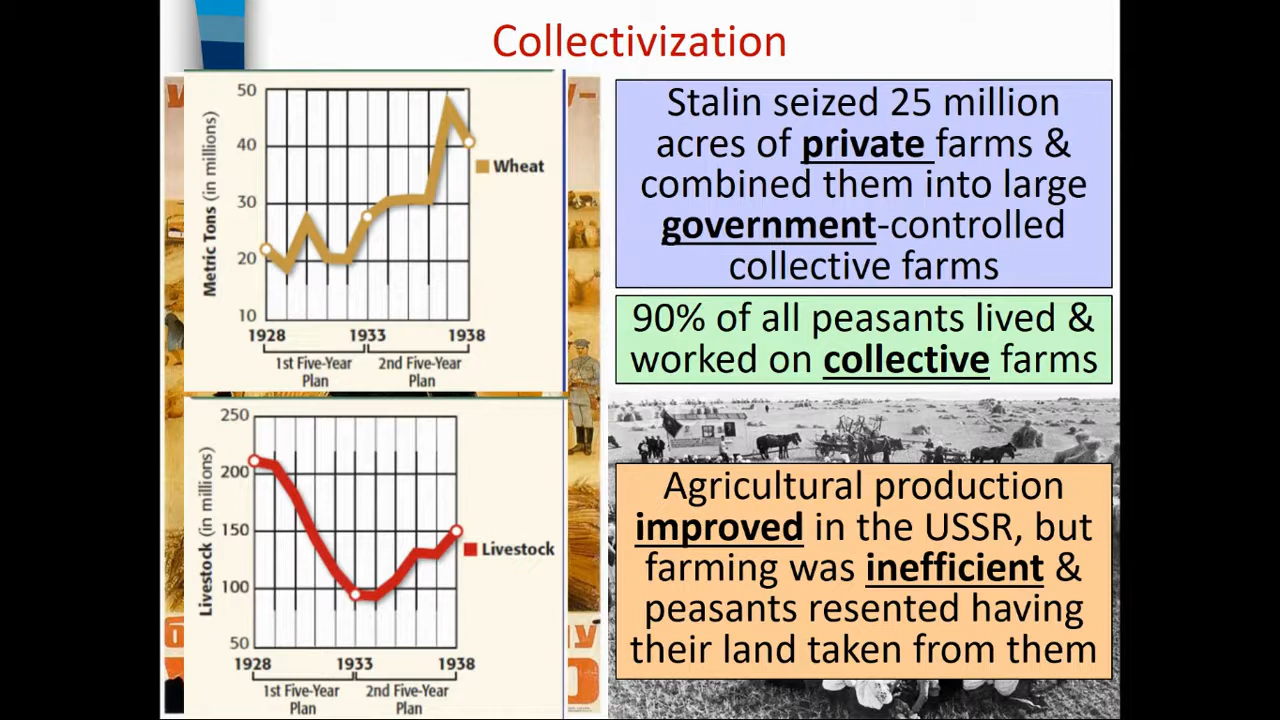 Collectivization
50
40
30
20
10
Metric Tons (in millions)
Wheat
1928 1933 1938
1st Five-Year
Plan
2nd Five-Year
Plan
250
200
150
100
50
Livestock (in millions)
Livestock
1928 1933 1938
1st Five-Year
Plan
2nd Five-Year
Plan
Stalin seized 25 million
acres of private farms &
combined them into large
government-controlled
collective farms
90% of all peasants lived &
worked on collective farms
Agricultural production
improved in the USSR, but
farming was inefficient &
peasants resented having
their land taken from them